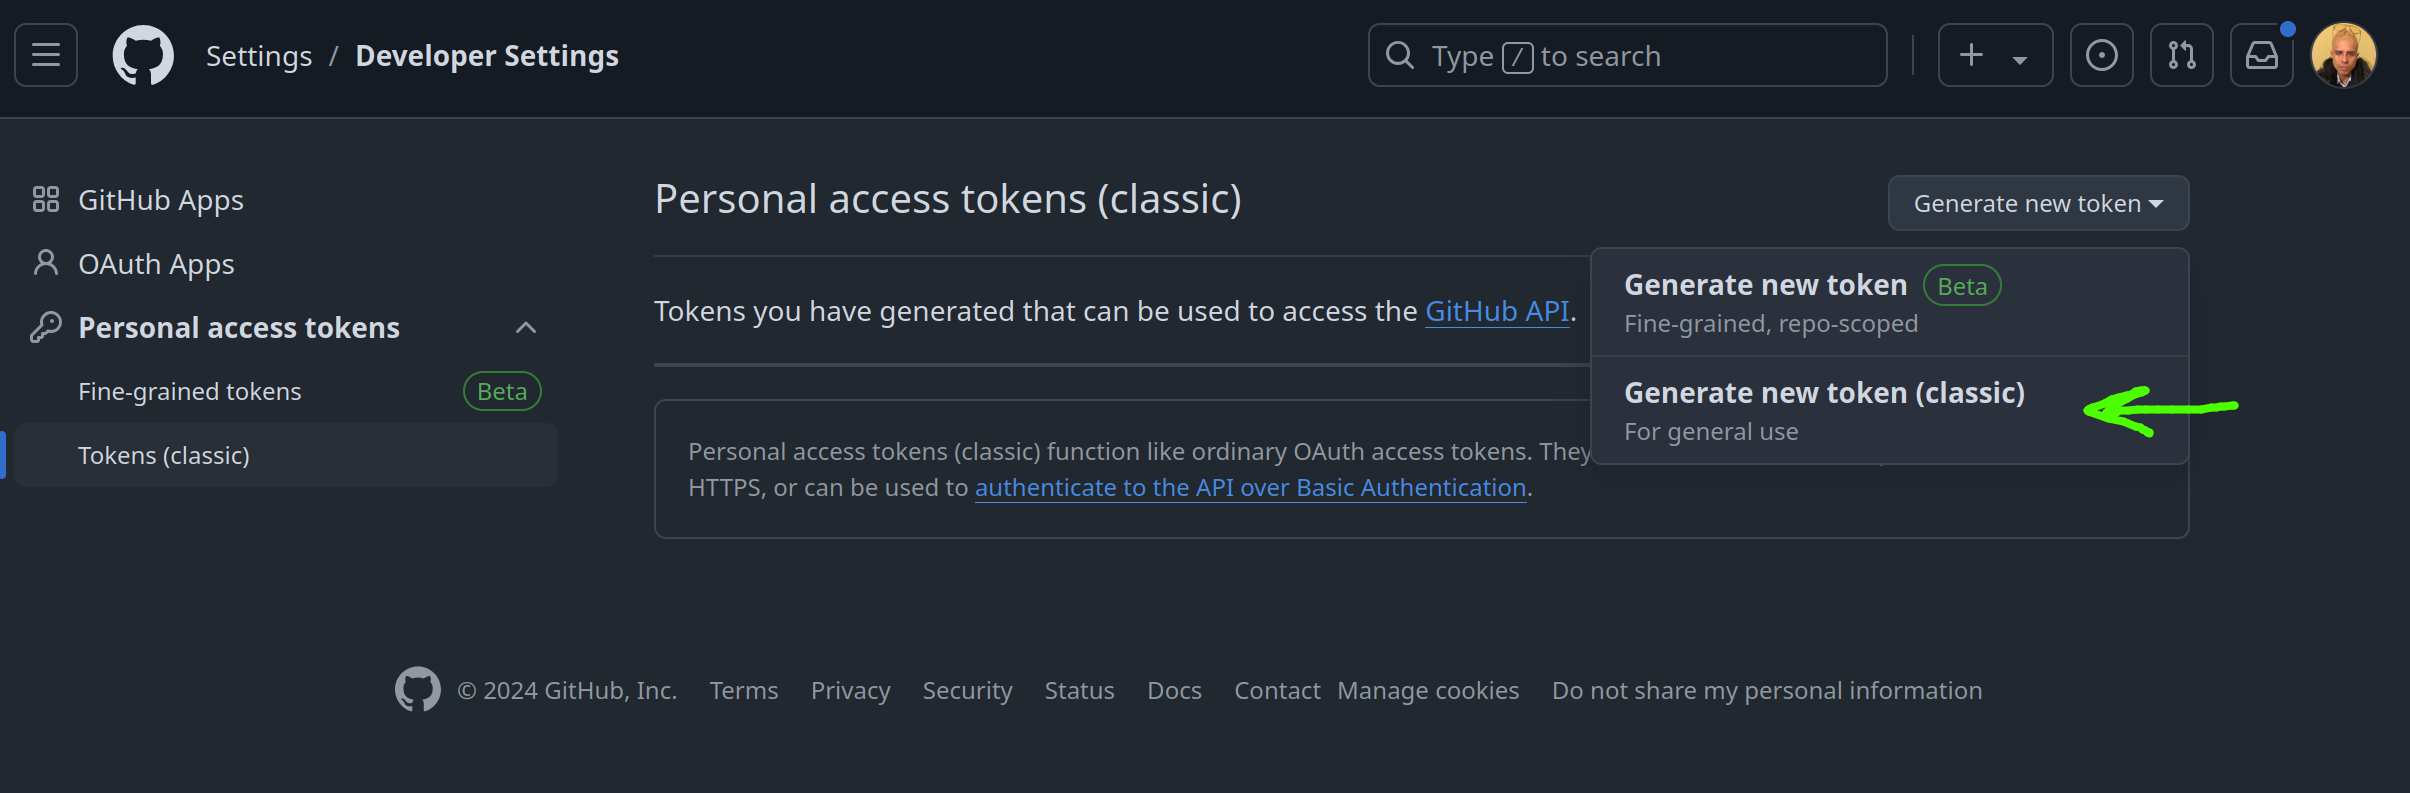 Settings / Developer Settings
Type / to search
GitHub Apps
OAuth Apps
Personal access tokens
Fine-grained tokens Beta
Tokens (classic)
Personal access tokens (classic)
Generate new token
Generate new token Beta
Fine-grained, repo-scoped
Generate new token (classic)
For general use
Tokens you have generated that can be used to access the GitHub API.
Personal access tokens (classic) function like ordinary OAuth access tokens. They
HTTPS, or can be used to authenticate to the API over Basic Authentication.
© 2024 GitHub, Inc. Terms Privacy Security Status Docs Contact Manage cookies Do not share my personal information